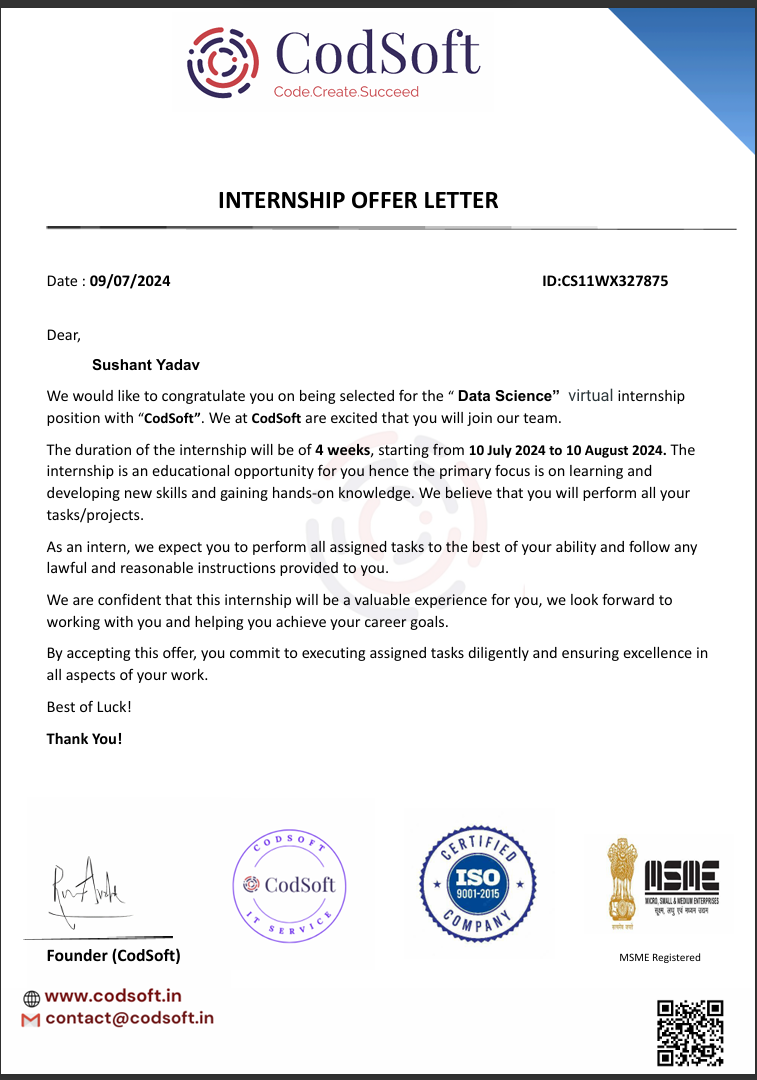 CodSoft
Code.Create.Succeed
INTERNSHIP OFFER LETTER
Date : 09/07/2024 ID:CS11WX327875
Dear,
Sushant Yadav
We would like to congratulate you on being selected for the “ Data Science” virtual internship
position with “CodSoft”. We at CodSoft are excited that you will join our team.
The duration of the internship will be of 4 weeks, starting from 10 July 2024 to 10 August 2024. The
internship is an educational opportunity for you hence the primary focus is on learning and
developing new skills and gaining hands-on knowledge. We believe that you will perform all your
tasks/projects.
As an intern, we expect you to perform all assigned tasks to the best of your ability and follow any
lawful and reasonable instructions provided to you.
We are confident that this internship will be a valuable experience for you, we look forward to
working with you and helping you achieve your career goals.
By accepting this offer, you commit to executing assigned tasks diligently and ensuring excellence in
all aspects of your work.
Best of Luck!
Thank You!
CODSOFT
CodSoft
IT SERVICE
CERTIFIED
ISO
9001-2015
COMPANY
MSME
MICRO, SMALL & MEDIUM ENTERPRISES
सूक्ष्म, लघु एवं मध्यम उद्यम
सत्यमेव जयते
Founder (CodSoft)
MSME Registered
www.codsoft.in
contact@codsoft.in